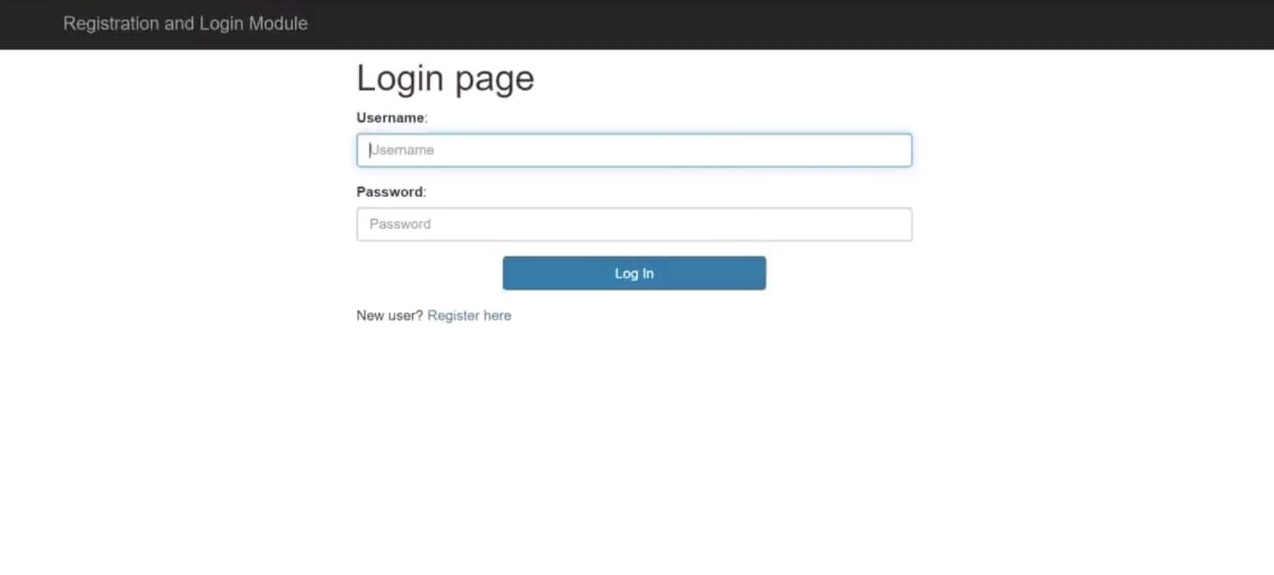 Registration and Login Module
Login page
Username:
Username
Password:
Password
Log In
New user? Register here